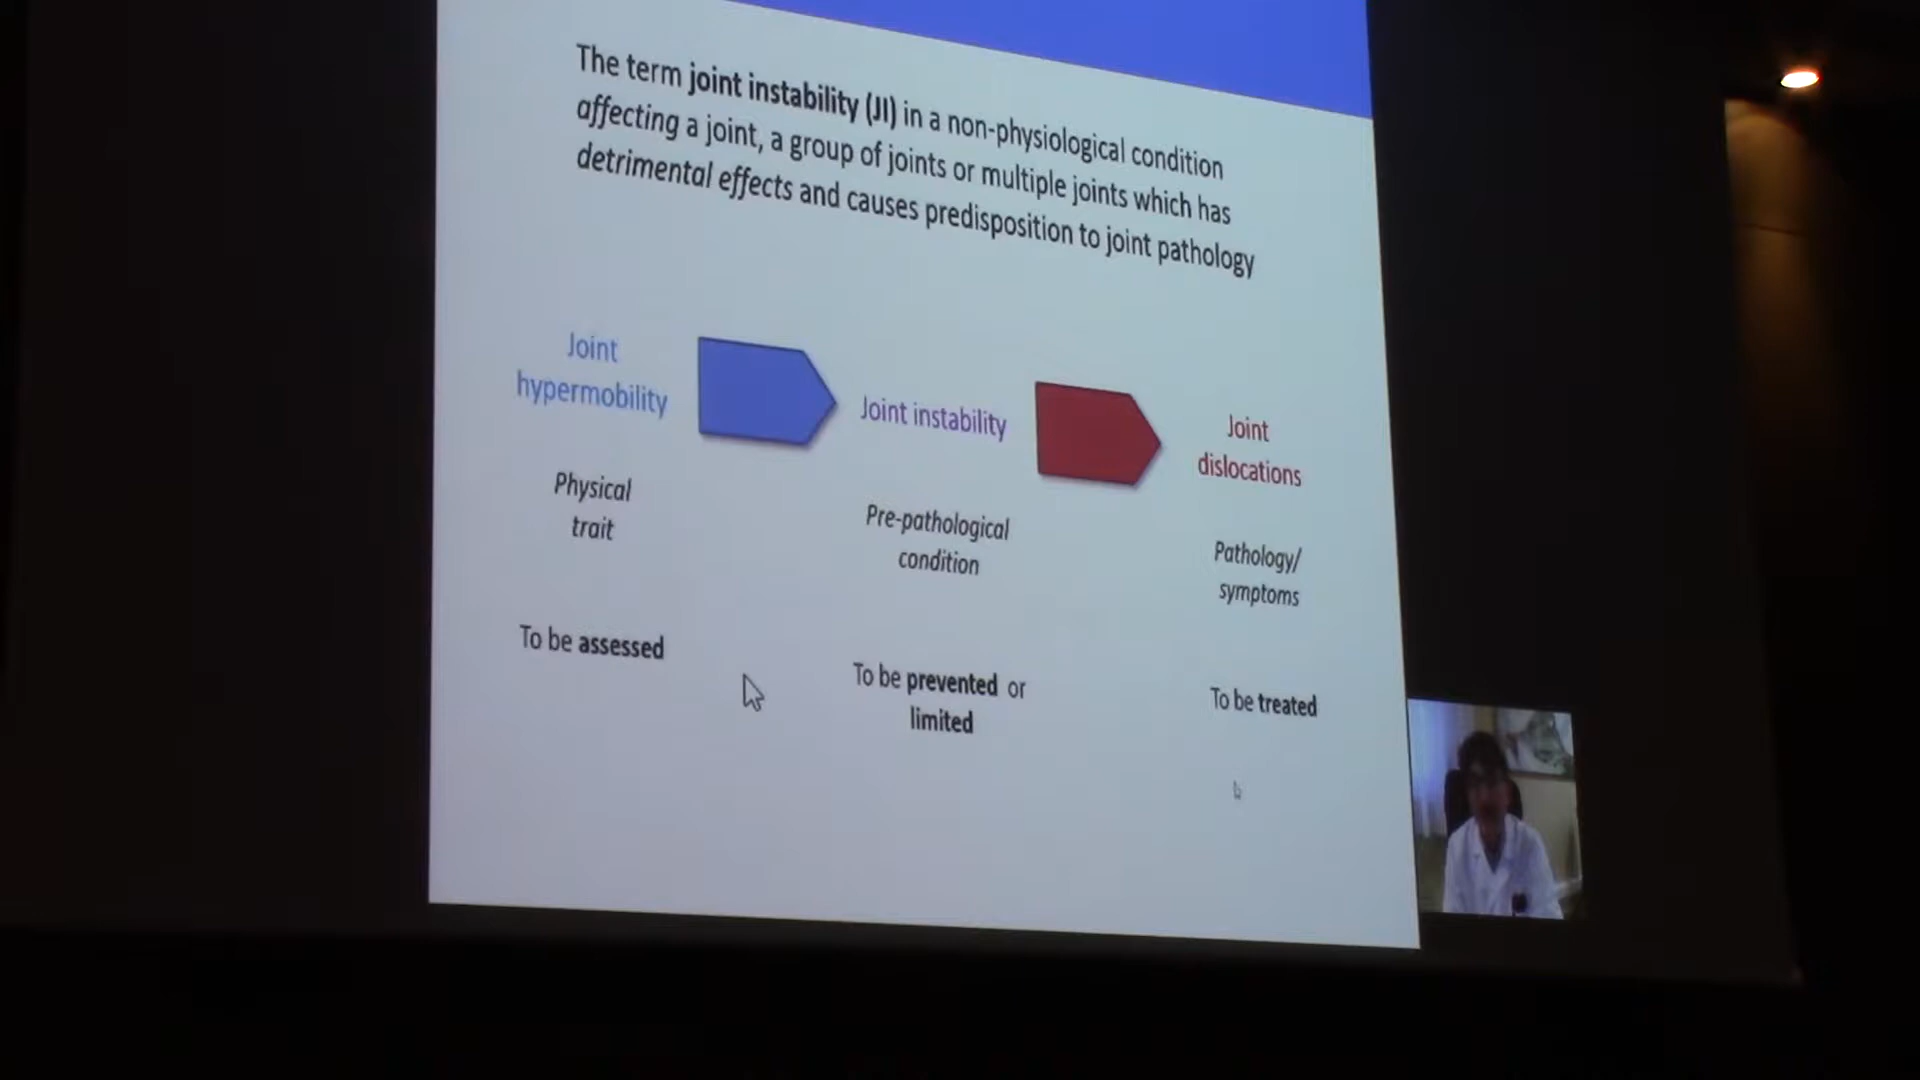 The term joint instability (JI) in a non-physiological condition
affecting a joint, a group of joints or multiple joints which has
detrimental effects and causes predisposition to joint pathology
Joint
hypermobility
Joint instability
Joint
dislocations
Physical
trait
Pre-pathological
condition
Pathology/
symptoms
To be assessed
To be prevented or
limited
To be treated